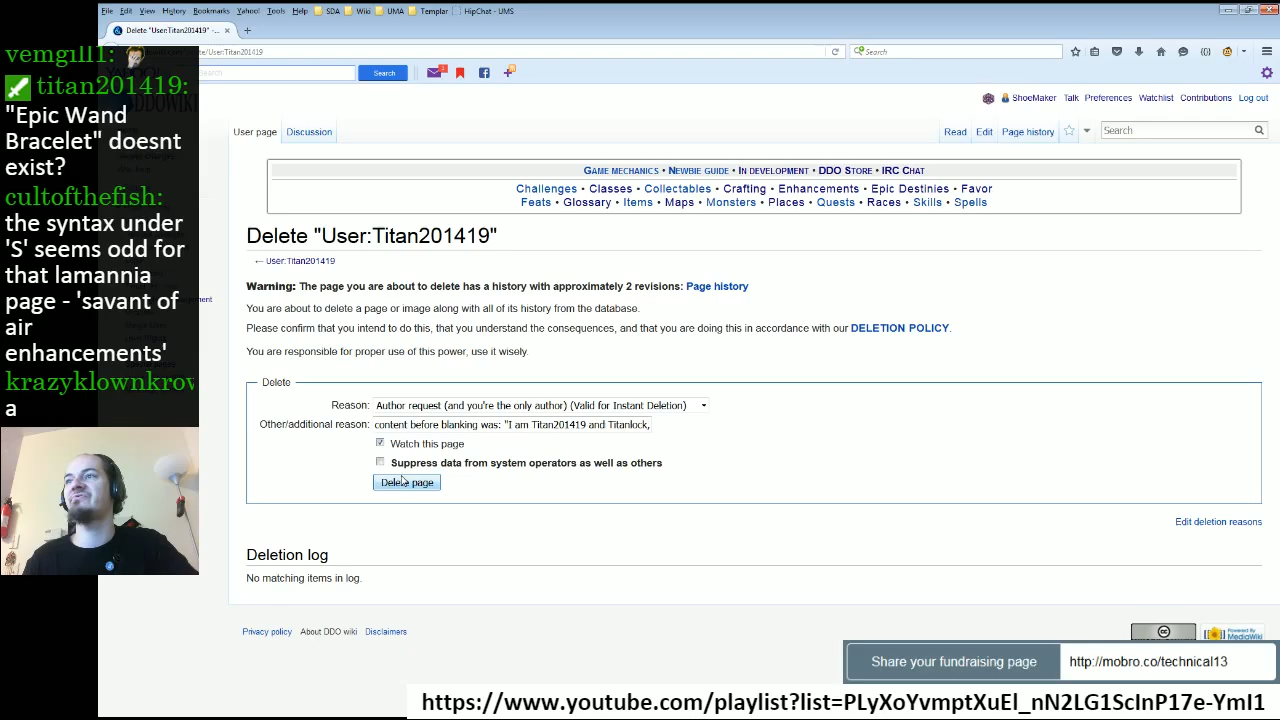 File Edit View History Bookmarks Yahoo! Tools Help SDA Wiki UMA Templar HipChat - UMS
Delete "User:Titan201419" -...
/User:Titan201419
Search
Search
Search
vemgill1:
titan201419:
"Epic Wand
Bracelet" doesnt
exist?
cultofthefish:
the syntax under
'S' seems odd for
that lamannia
page - 'savant of
air
enhancements'
krazyklownkrow
a
ShoeMaker Talk Preferences Watchlist Contributions Log out
User page Discussion Read Edit Page history Search
GAME MECHANICS • NEWBIE GUIDE • IN DEVELOPMENT • DDO STORE • IRC CHAT
Challenges • Classes • Collectables • Crafting • Enhancements • Epic Destinies • Favor
Feats • Glossary • Items • Maps • Monsters • Places • Quests • Races • Skills • Spells
Delete "User:Titan201419"
← User:Titan201419
Warning: The page you are about to delete has a history with approximately 2 revisions: Page history
You are about to delete a page or image along with all of its history from the database.
Please confirm that you intend to do this, that you understand the consequences, and that you are doing this in accordance with our DELETION POLICY.
You are responsible for proper use of this power, use it wisely.
Delete
Reason: Author request (and you're the only author) (Valid for Instant Deletion)
Other/additional reason: content before blanking was: "I am Titan201419 and Titanlock,
Watch this page
Suppress data from system operators as well as others
Delete page
Edit deletion reasons
Deletion log
No matching items in log.
Privacy policy About DDO wiki Disclaimers
Powered By MediaWiki
Share your fundraising page http://mobro.co/technical13
https://www.youtube.com/playlist?list=PLyXoYvmptXuEl_nN2LG1ScInP17e-YmI1